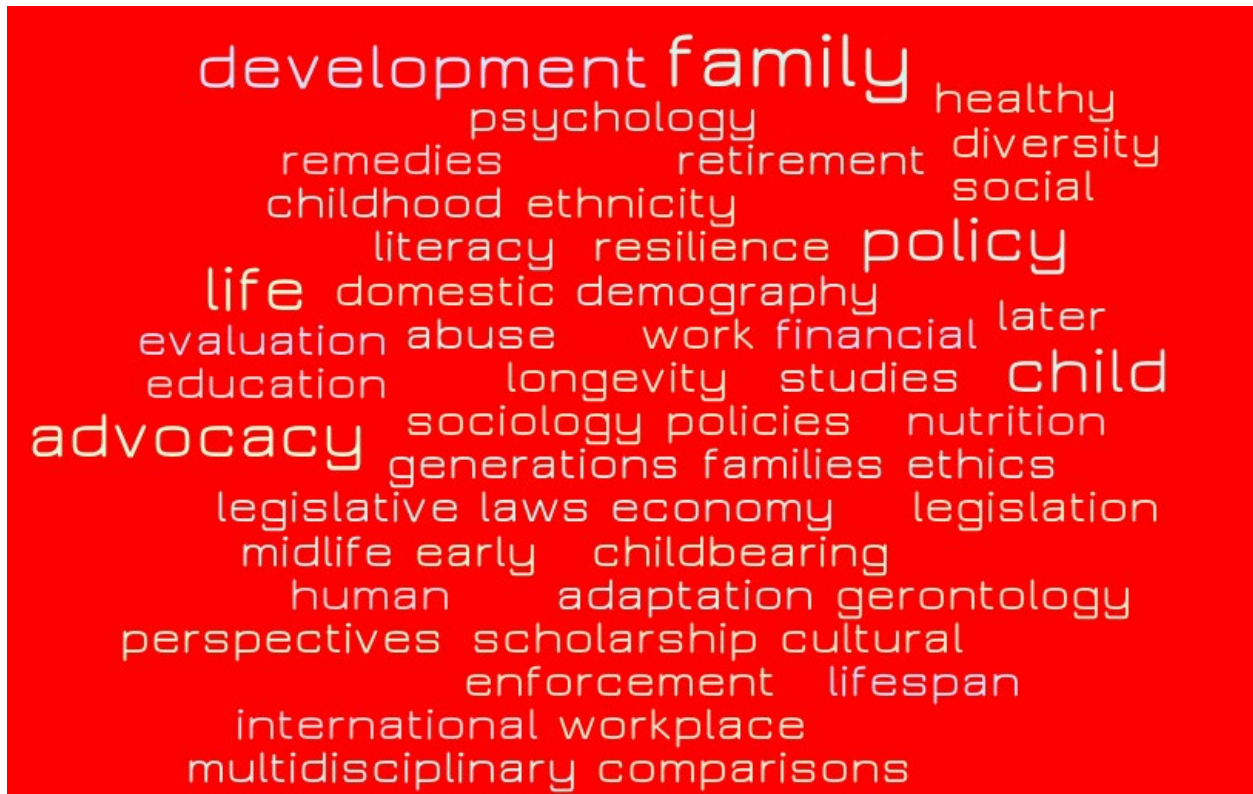 development family
healthy
psychology
diversity
remedies retirement
social
childhood ethnicity
literacy resilience policy
life domestic demography
later
evaluation abuse work financial
education longevity studies child
advocacy sociology policies nutrition
generations families ethics
legislative laws economy legislation
midlife early childbearing
human adaptation gerontology
perspectives scholarship cultural
enforcement lifespan
international workplace
multidisciplinary comparisons